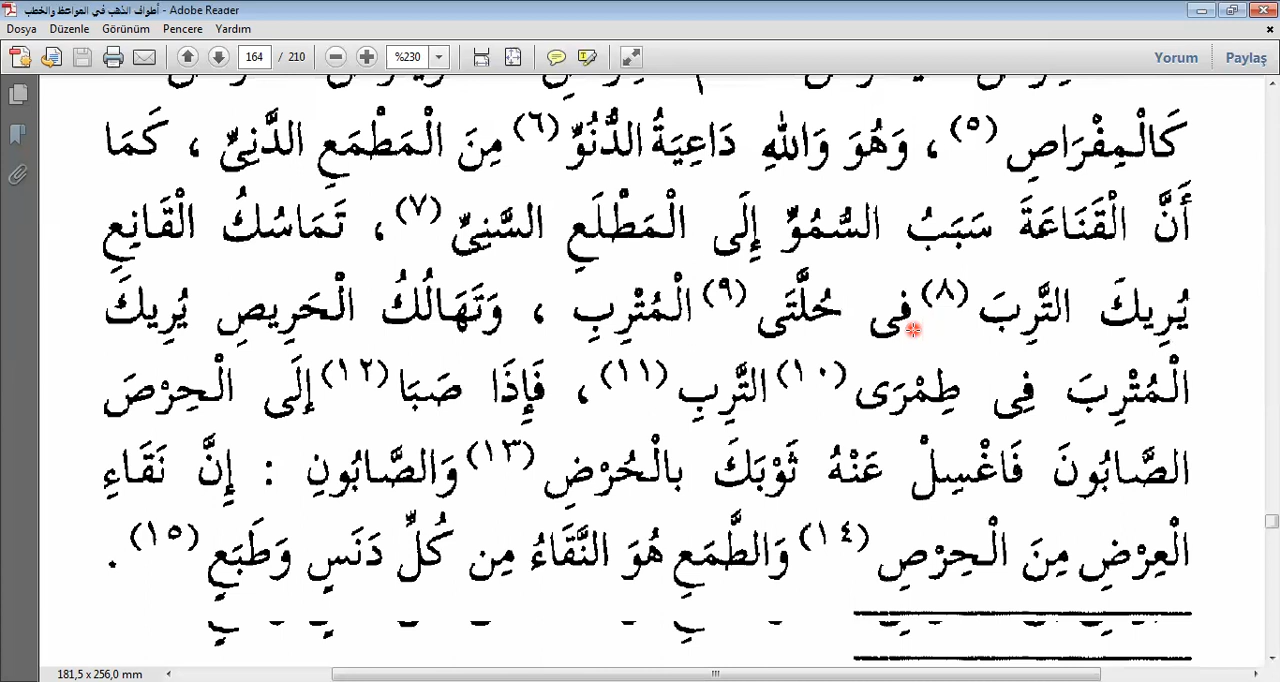 أطواف الذهب في المواعظ والخطب - Adobe Reader
Dosya Düzenle Görünüm Pencere Yardım
164 / 210 %230 Yorum Paylaş
كَالْمِقْرَاصِ (٥) ، وَهُوَ وَاللهِ دَاعِيَةُ الدُّنُوِّ (٦) مِنَ الْمَطْمَعِ الدَّنِىِّ ، كَمَا
أَنَّ الْقَنَاعَةَ سَبَبُ السُّمُوِّ إِلَى الْمَطْلَعِ السَّنِىِّ (٧) ، تَمَاسُكُ الْقَانِعِ
يُرِيكَ التَّرِبَ (٨) فِى حُلَّتَىِ (٩) الْمُتْرِبِ ، وَتَهَالُكُ الْحَرِيصِ يُرِيكَ
الْمُتْرِبَ فِى طِمْرَى (١٠) التَّرِبِ (١١) ، فَإِذَا صَبَا (١٢) إِلَى الْحِرْصَ
الصَّابُونَ فَاغْسِلْ عَنْهُ ثَوْبَكَ بالْحُرْضِ (١٣) وَالصَّابُونِ : إِنَّ نَقَاءِ
الْعِرْضِ مِنَ الْحِرْصِ (١٤) وَالطَّمَعِ هُوَ النَّقَاءُ مِن كُلِّ دَنَسٍ وَطَبَعٍ (١٥) .
181,5 x 256,0 mm